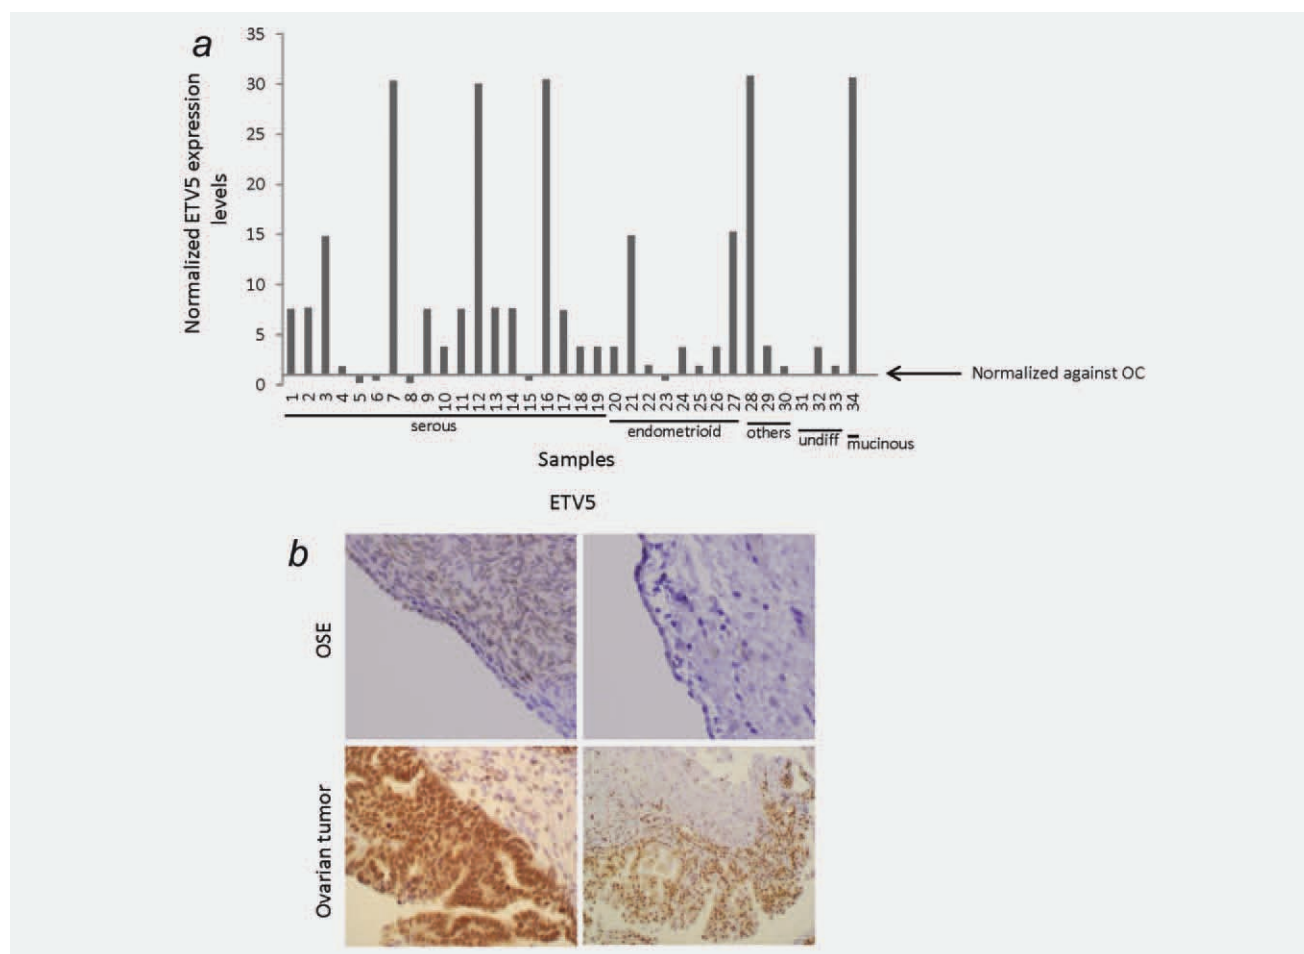 a
35
30
25
20
15
10
5
0
Normalized ETV5 expression
levels
Normalized against OC
1 2 3 4 5 6 7 8 9 10 11 12 13 14 15 16 17 18 19 20 21 22 23 24 25 26 27 28 29 30 31 32 33 34
serous endometrioid others undiff mucinous
Samples
ETV5
b
OSE
Ovarian tumor